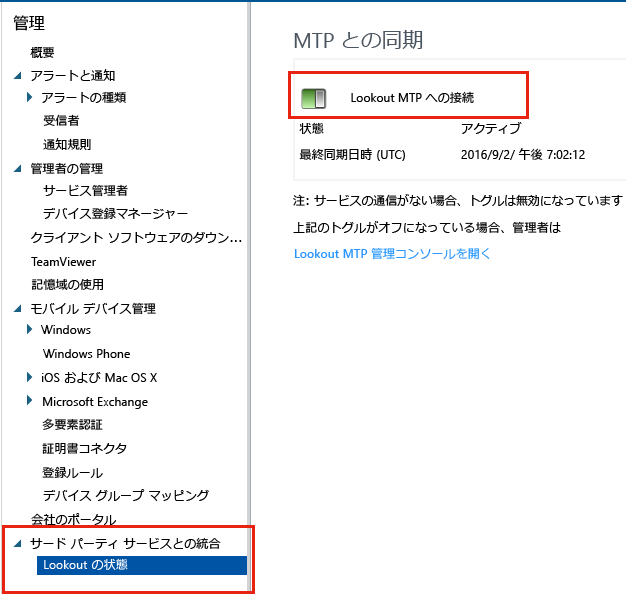 管理
概要
アラートと通知
アラートの種類
受信者
通知規則
管理者の管理
サービス管理者
デバイス登録マネージャー
クライアント ソフトウェアのダウン...
TeamViewer
記憶域の使用
モバイル デバイス管理
Windows
Windows Phone
iOS および Mac OS X
Microsoft Exchange
多要素認証
証明書コネクタ
登録ルール
デバイス グループ マッピング
会社のポータル
サード パーティ サービスとの統合
Lookout の状態
MTP との同期
Lookout MTP への接続
状態 アクティブ
最終同期日時 (UTC) 2016/9/2/ 午後 7:02:12
注: サービスの通信がない場合、トグルは無効になっています
上記のトグルがオフになっている場合、管理者は
Lookout MTP 管理コンソールを開く